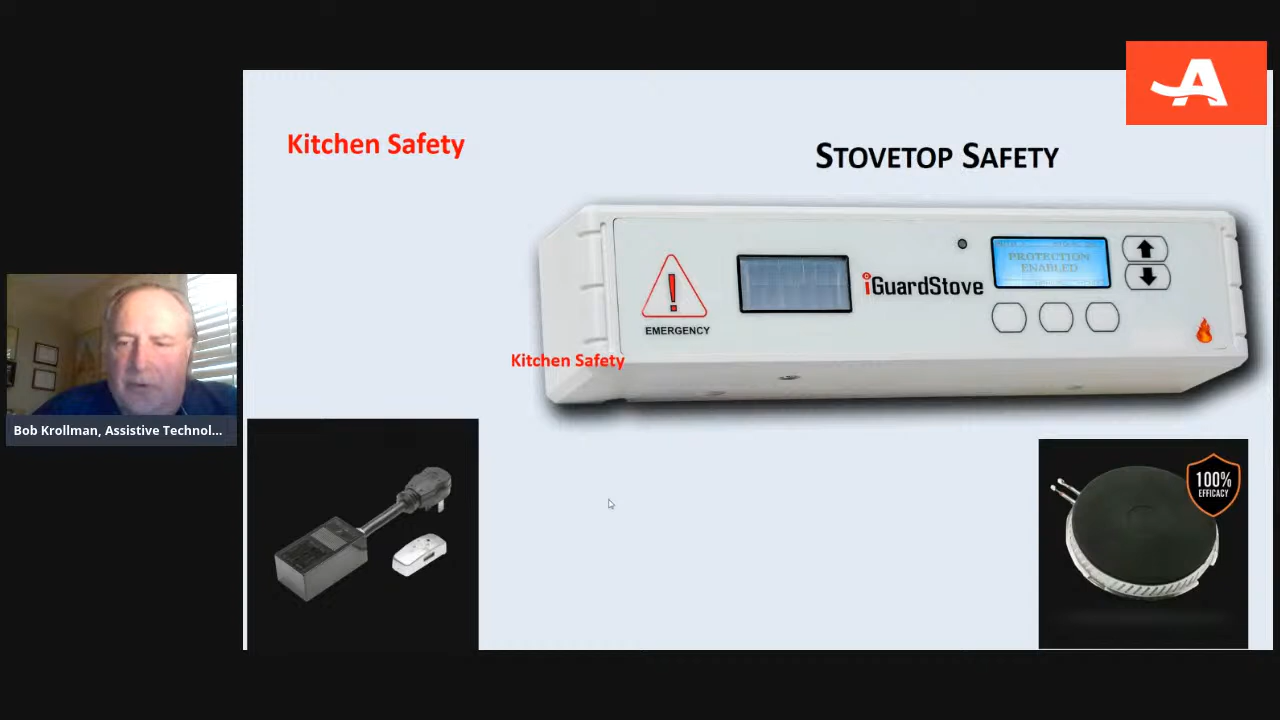 Kitchen Safety
STOVETOP SAFETY
EMERGENCY
iGuardStove
PROTECTION
ENABLED
Kitchen Safety
Bob Krollman, Assistive Technol...
100%
EFFICACY